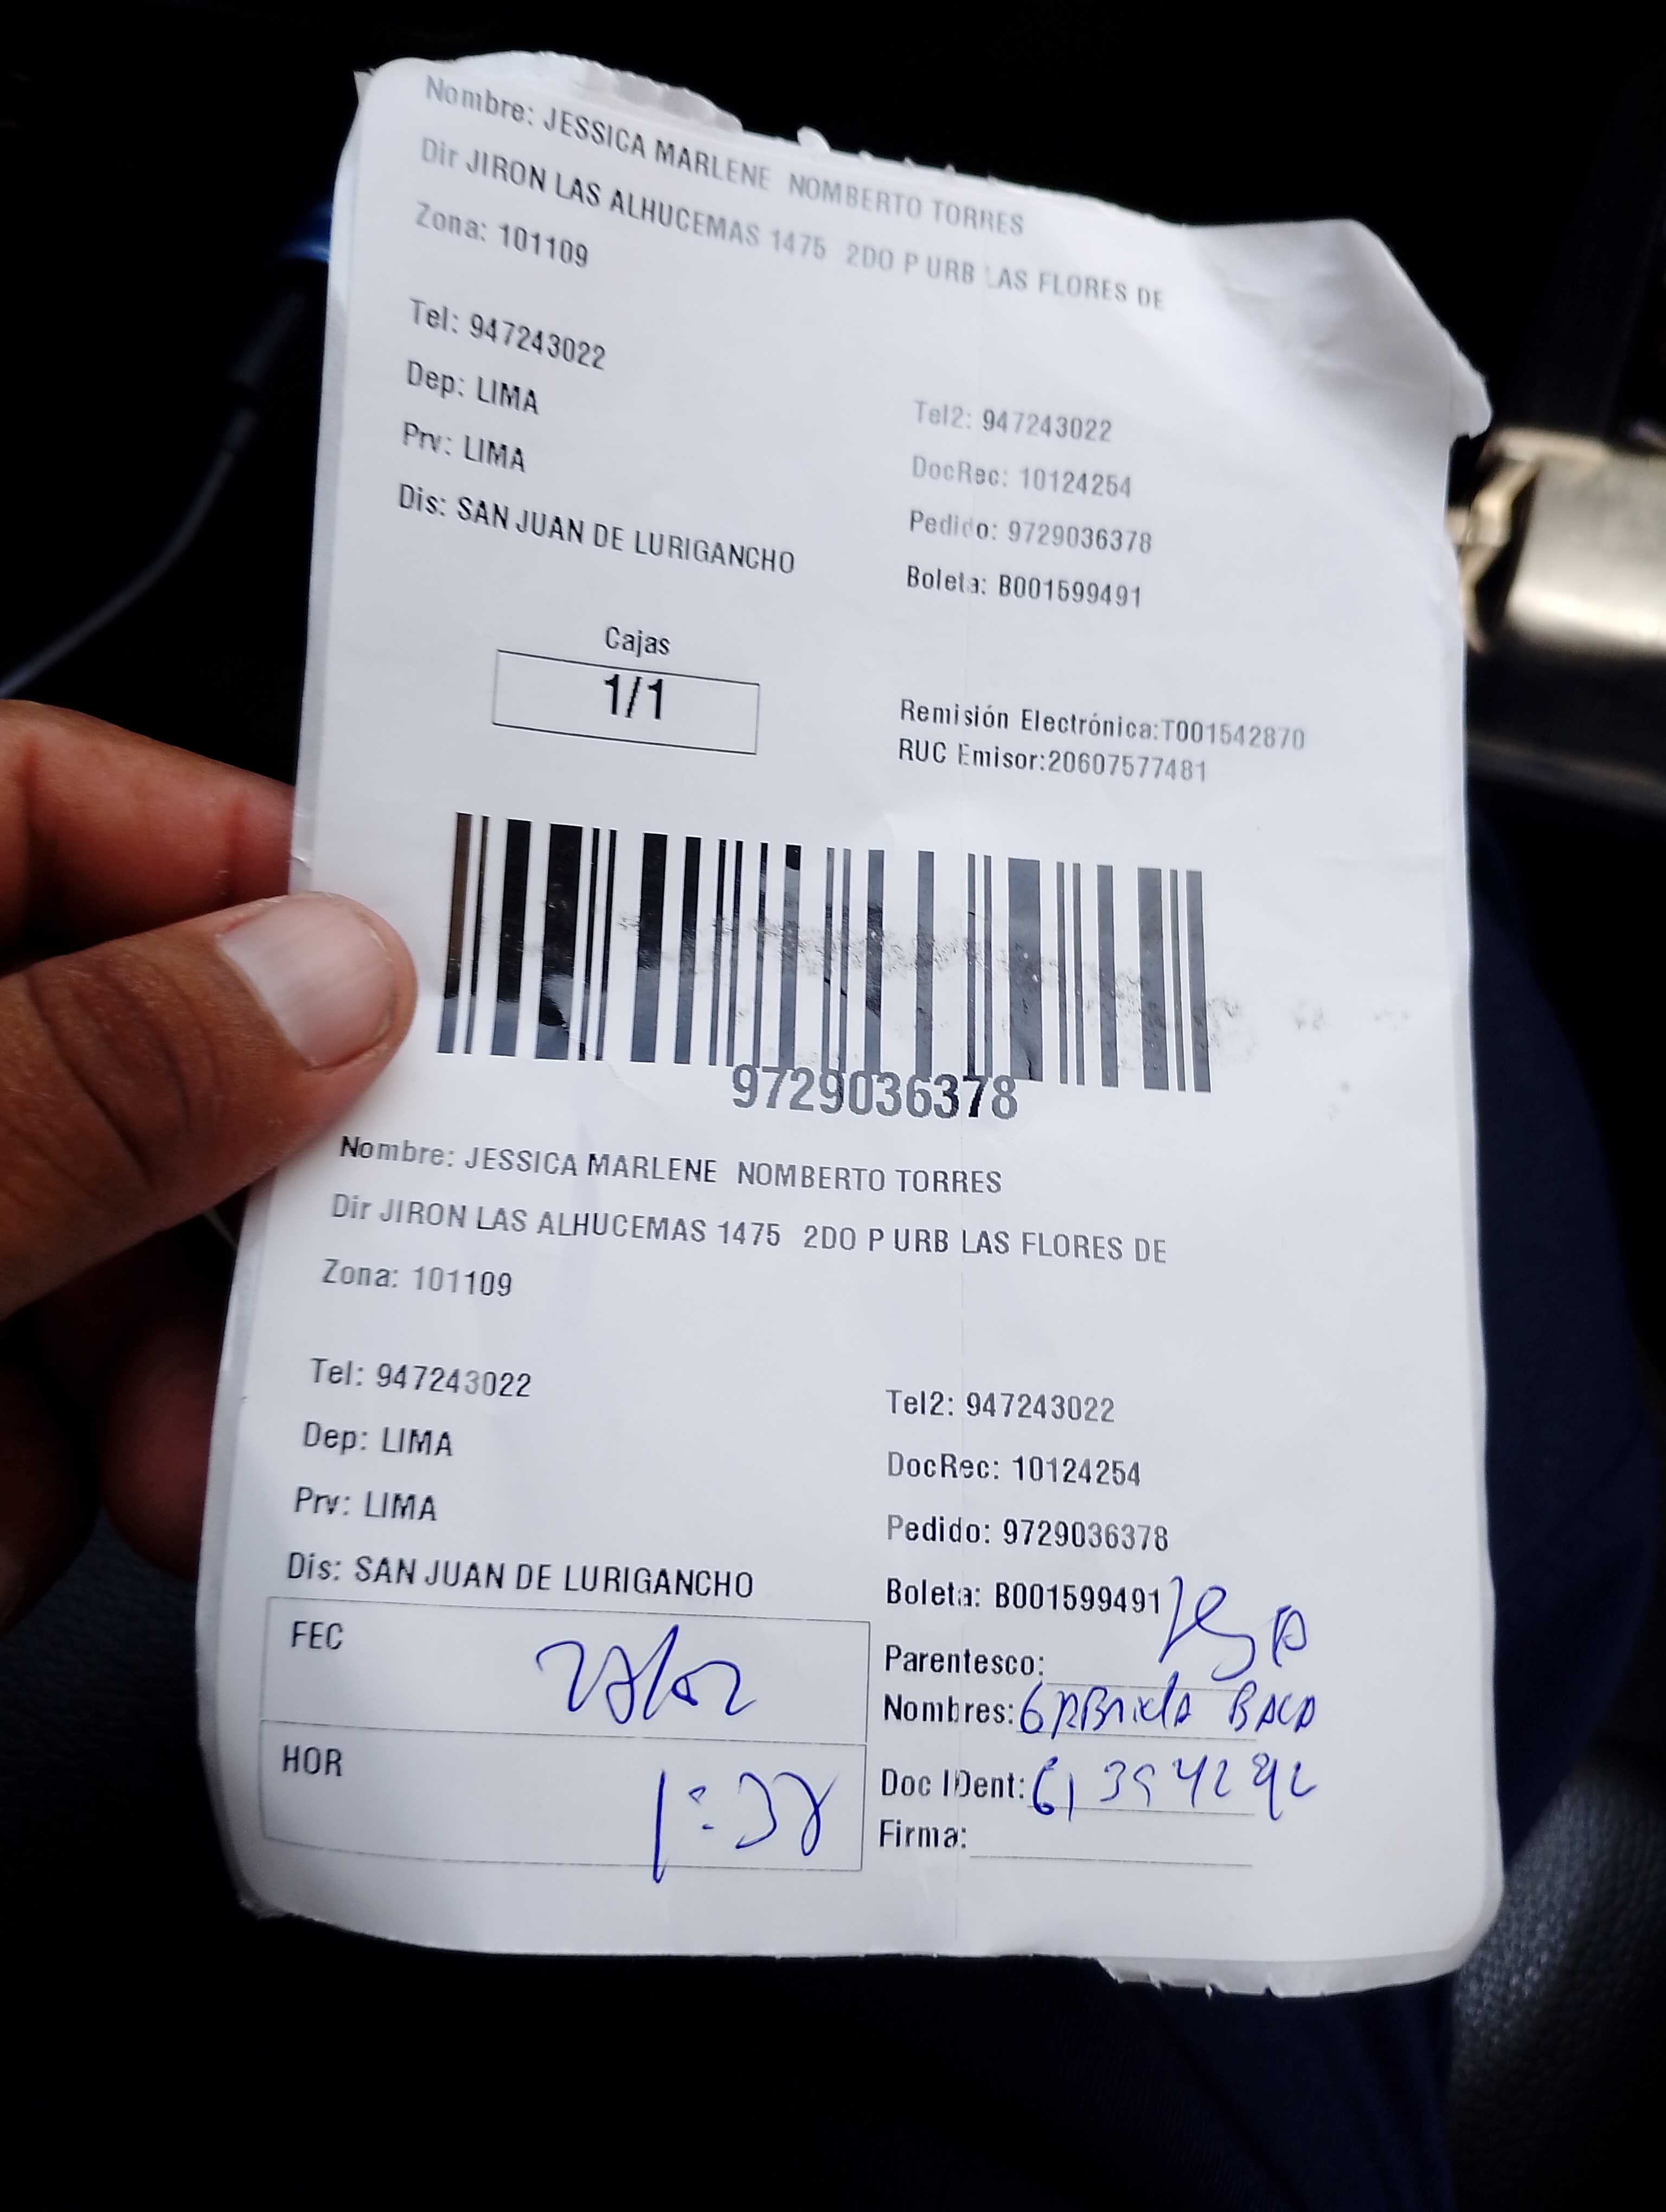 Nombre: JESSICA MARLENE NOMBERTO TORRES
Dir JIRON LAS ALHUCEMAS 1475 2DO P URB LAS FLORES DE
Zona: 101109
Tel: 947243022
Tel2: 947243022
Dep: LIMA
DocRec: 10124254
Prv: LIMA
Pedido: 9729036378
Dis: SAN JUAN DE LURIGANCHO
Boleta: B001599491
Cajas
1/1
Remisión Electrónica:T001542870
RUC Emisor:20607577481
9729036378
Nombre: JESSICA MARLENE NOMBERTO TORRES
Dir JIRON LAS ALHUCEMAS 1475 2DO P URB LAS FLORES DE
Zona: 101109
Tel: 947243022
Tel2: 947243022
Dep: LIMA
DocRec: 10124254
Prv: LIMA
Pedido: 9729036378
Dis: SAN JUAN DE LURIGANCHO
Boleta: B001599491
FEC
Parentesco:
Nombres: GABRIELA BACA
HOR 1:38
Doc IDent:
Firma: